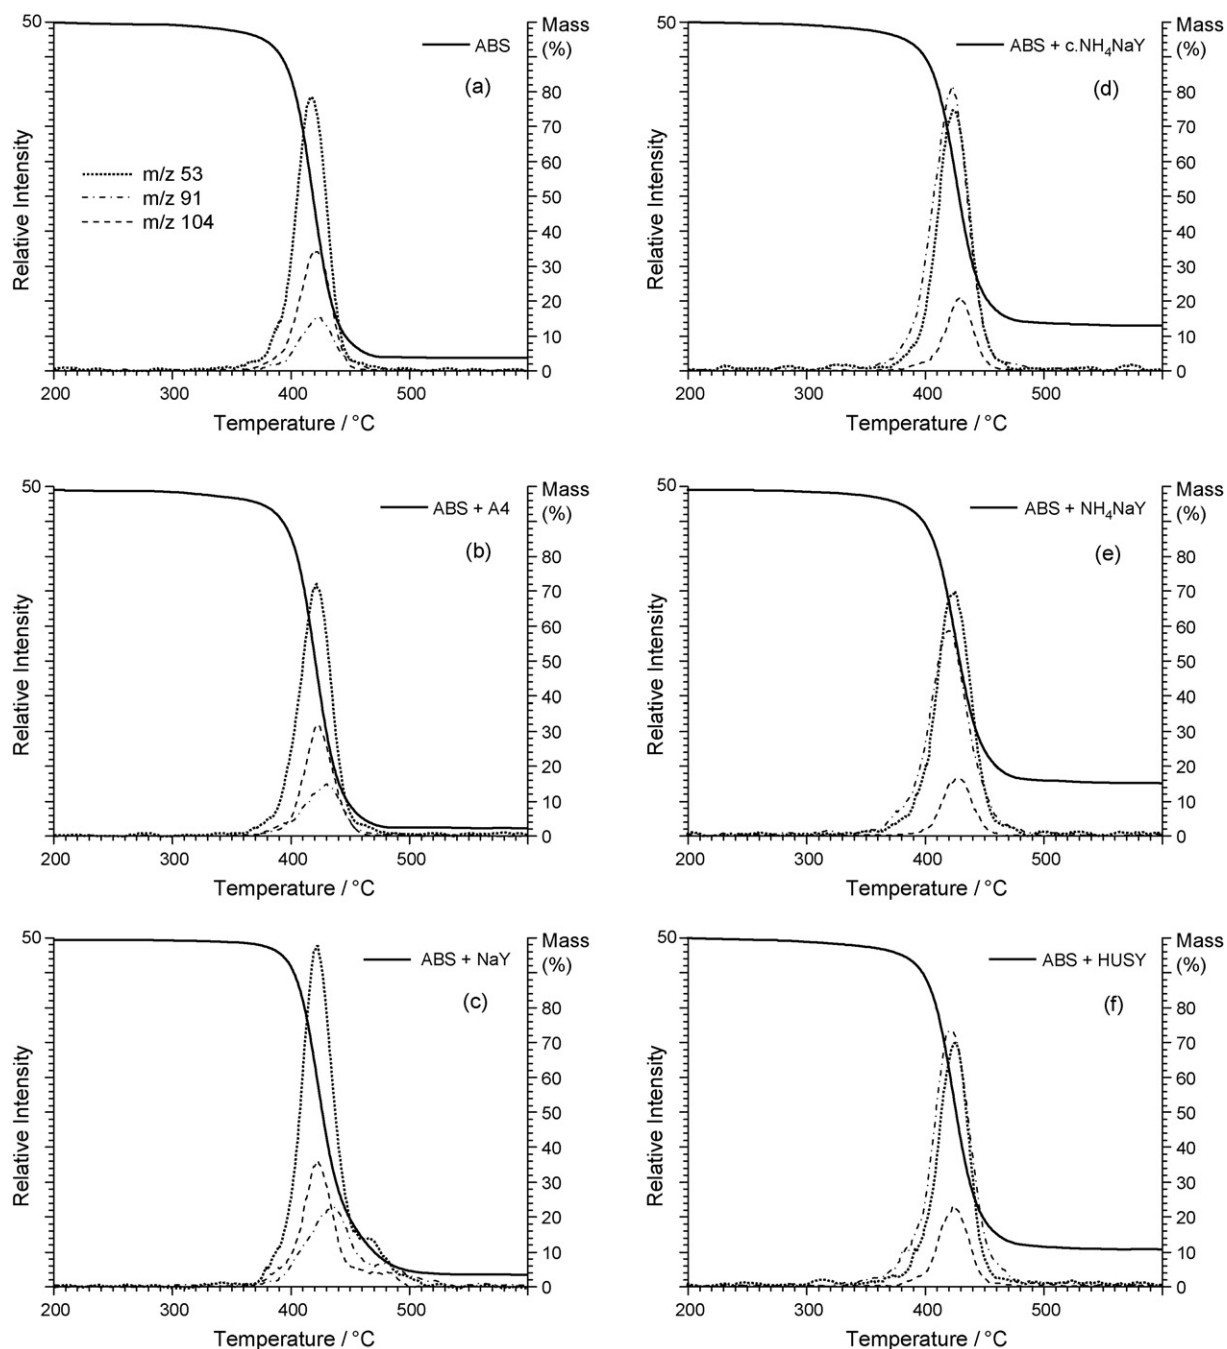 50
Mass
(%)
ABS
(a)
80
70
60
50
40
30
20
10
0
m/z 53
m/z 91
m/z 104
Relative Intensity
200
300
400
500
Temperature / °C
50
Mass
(%)
ABS + c.NH₄NaY
(d)
80
70
60
50
40
30
20
10
0
Relative Intensity
200
300
400
500
Temperature / °C
50
Mass
(%)
ABS + A4
(b)
80
70
60
50
40
30
20
10
0
Relative Intensity
200
300
400
500
Temperature / °C
50
Mass
(%)
ABS + NH₄NaY
(e)
80
70
60
50
40
30
20
10
0
Relative Intensity
200
300
400
500
Temperature / °C
50
Mass
(%)
ABS + NaY
(c)
80
70
60
50
40
30
20
10
0
Relative Intensity
200
300
400
500
Temperature / °C
50
Mass
(%)
ABS + HUSY
(f)
80
70
60
50
40
30
20
10
0
Relative Intensity
200
300
400
500
Temperature / °C